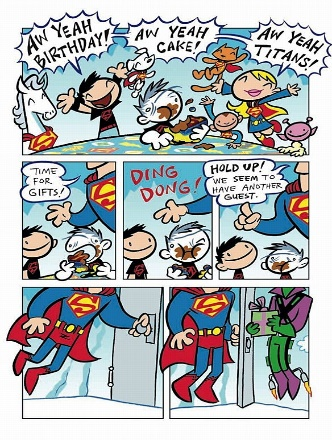 AW YEAH
BIRTHDAY!
AW YEAH
CAKE!
AW YEAH
TITANS!
TIME
FOR
GIFTS!
DING
DONG!
HOLD UP!
WE SEEM TO
HAVE ANOTHER
GUEST.